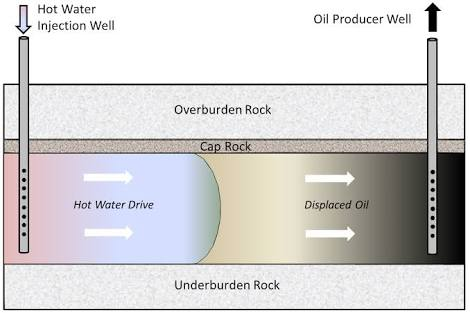 Hot Water
Injection Well
Oil Producer Well
Overburden Rock
Cap Rock
Hot Water Drive
Displaced Oil
Underburden Rock